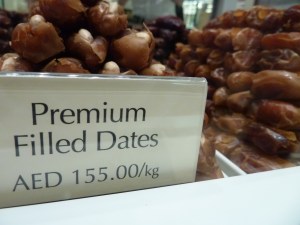 Premium
Filled Dates
AED 155.00/kg